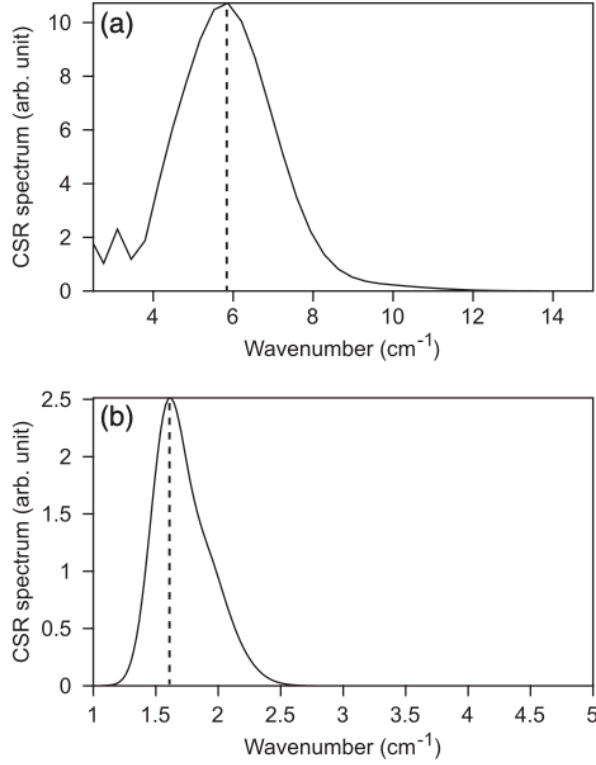 (a)
CSR spectrum (arb. unit)
10
8
6
4
2
0
4 6 8 10 12 14
Wavenumber (cm⁻¹)
(b)
CSR spectrum (arb. unit)
2.5
2
1.5
1
0.5
0
1 1.5 2 2.5 3 3.5 4 4.5 5
Wavenumber (cm⁻¹)